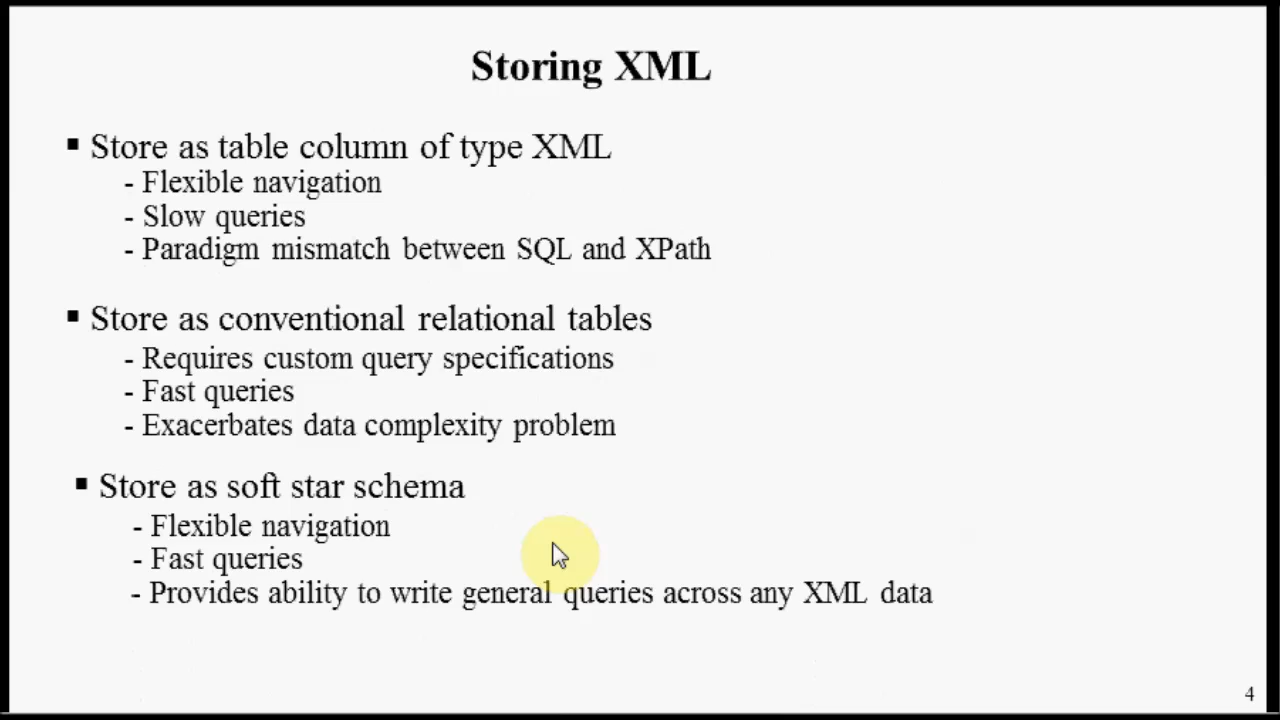 Storing XML
▪ Store as table column of type XML
- Flexible navigation
- Slow queries
- Paradigm mismatch between SQL and XPath
▪ Store as conventional relational tables
- Requires custom query specifications
- Fast queries
- Exacerbates data complexity problem
▪ Store as soft star schema
- Flexible navigation
- Fast queries
- Provides ability to write general queries across any XML data
4